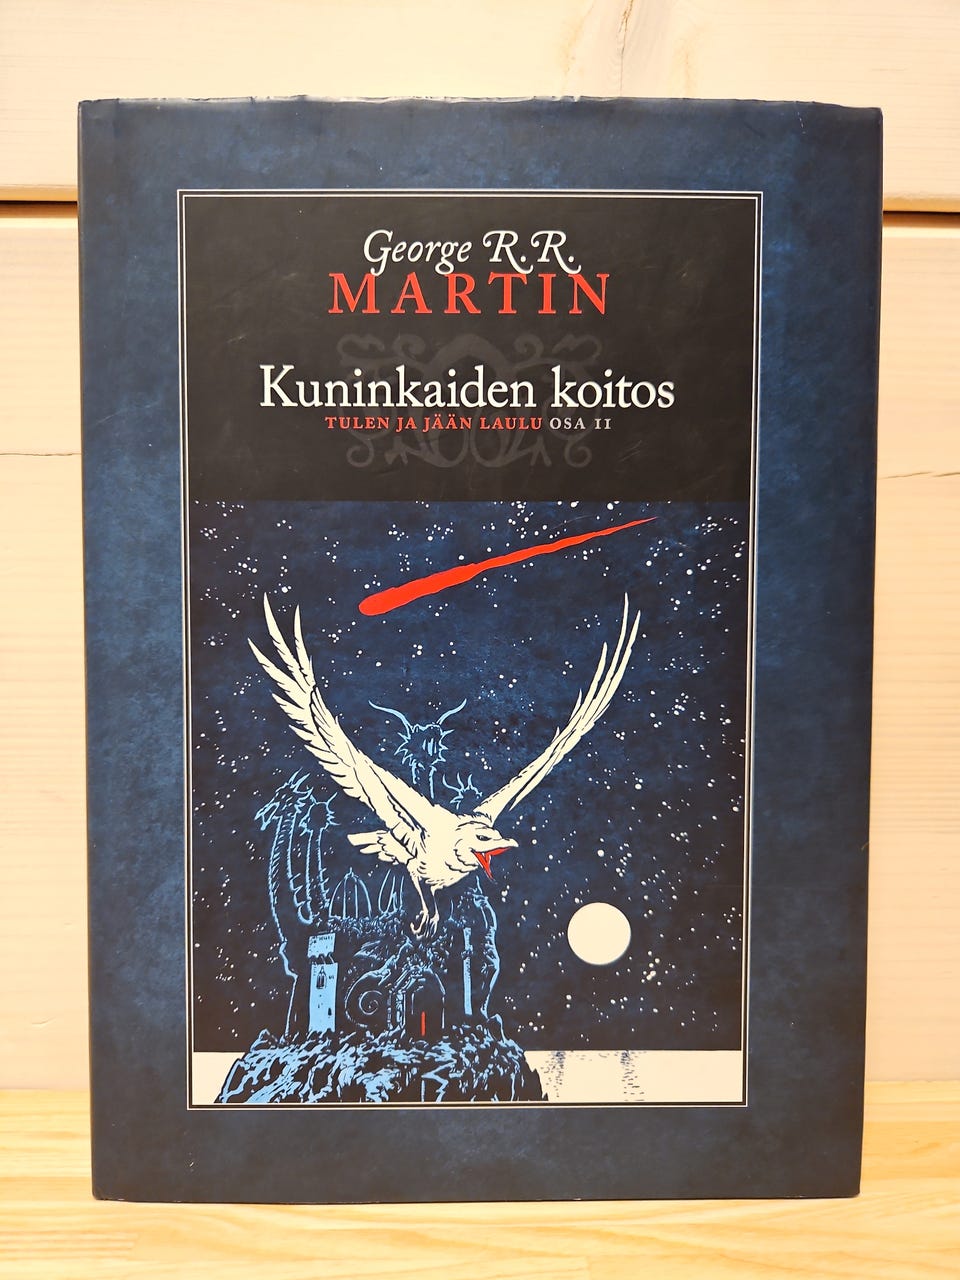 George R.R.
MARTIN
Kuninkaiden koitos
TULEN JA JÄÄN LAULU OSA II